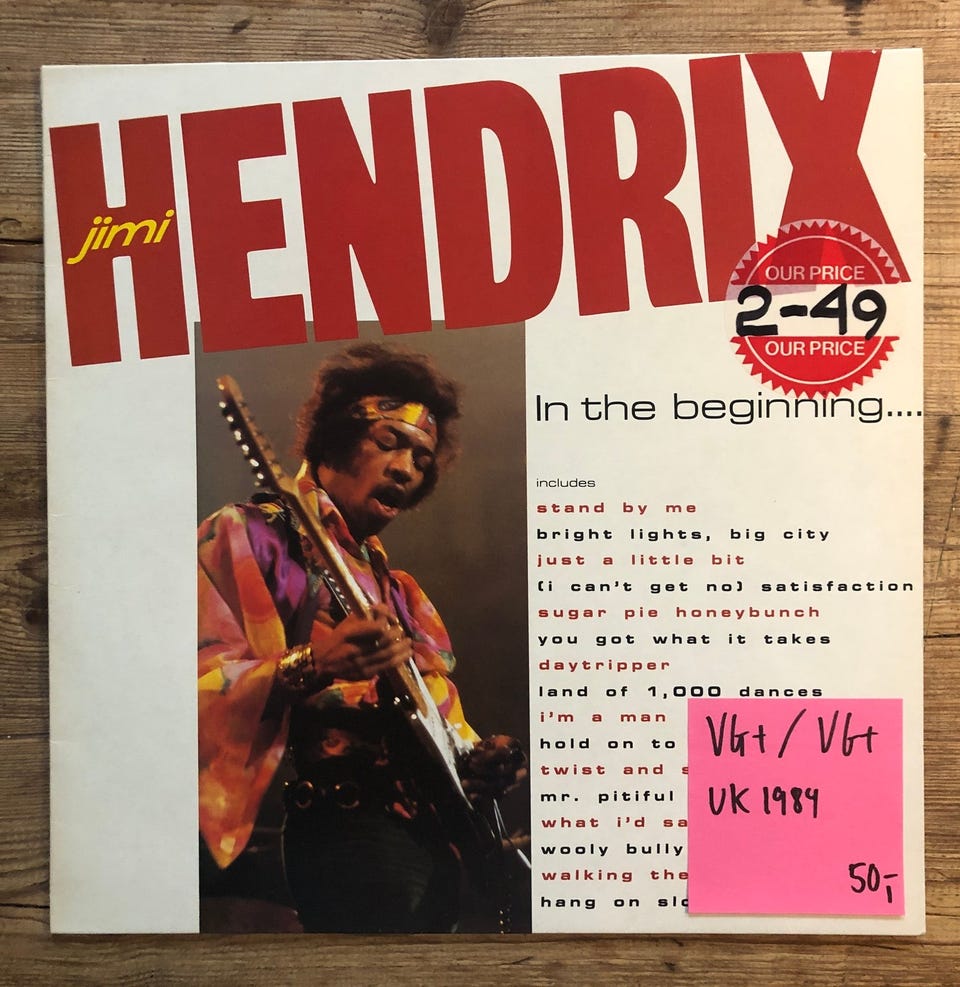 HENDRIX
jimi
OUR PRICE
2-49
OUR PRICE
In the beginning....
includes
stand by me
bright lights, big city
just a little bit
(i can't get no) satisfaction
sugar pie honeybunch
you got what it takes
daytripper
land of 1,000 dances
i'm a man
hold on to
twist and
mr. pitiful
what i'd
wooly bully
walking the
hang on
VG+ / VG+
UK 1984
50,-